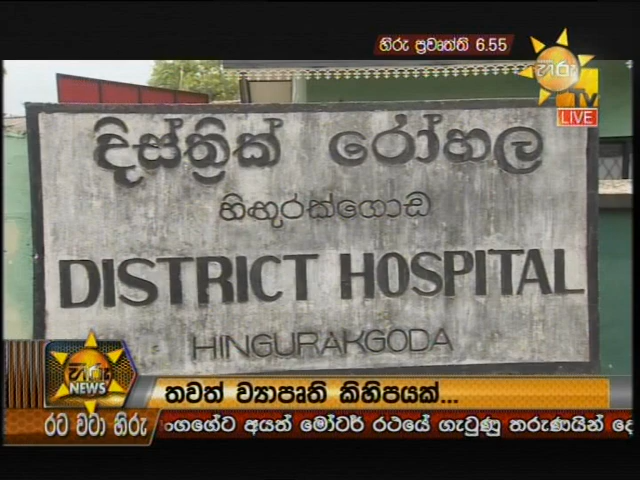 හිරු ප්‍රවෘත්ති 6.55
හිරු
tv
LIVE
දිස්ත්‍රික් රෝහල
හිඟුරක්ගොඩ
DISTRICT HOSPITAL
HINGURAKGODA
හිරු
NEWS
තවත් ව්‍යාපෘති කිහිපයක්...
රට වටා හිරු
ංගගේට අයත් මෝටර් රථයේ ගැටුණු තරුණයින් දෙ